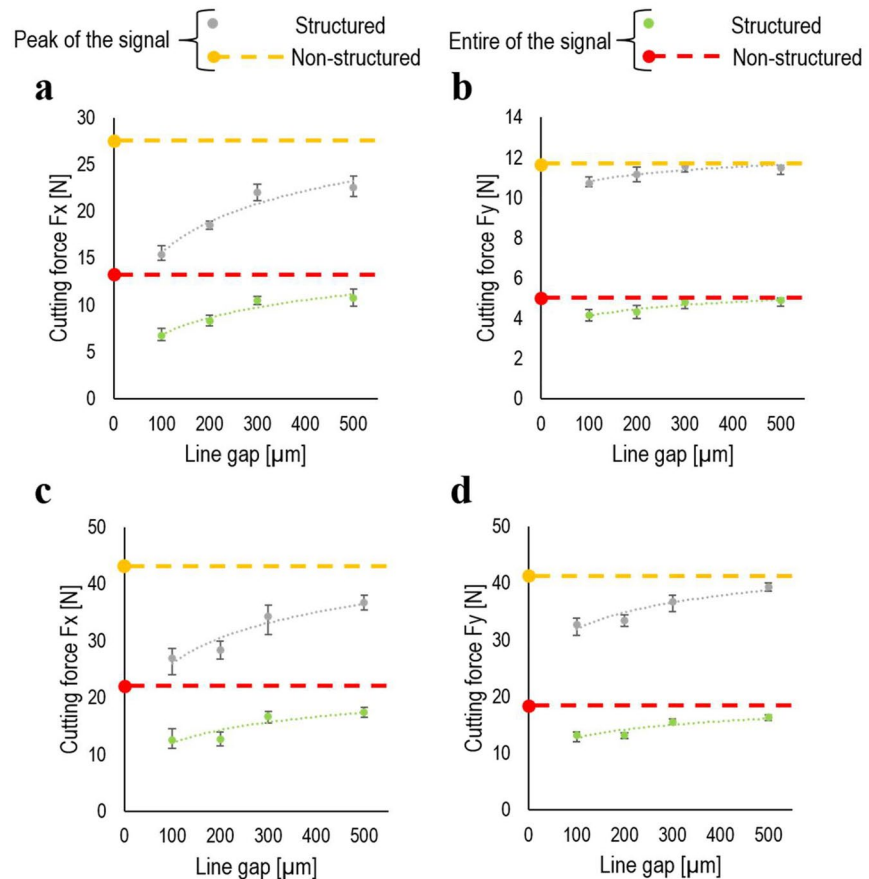 Peak of the signal
Structured
Non-structured
Entire of the signal
Structured
Non-structured
a
Cutting force Fx [N]
30
25
20
15
10
5
0
0 100 200 300 400 500
Line gap [µm]
b
Cutting force Fy [N]
14
12
10
8
6
4
2
0
0 100 200 300 400 500
Line gap [µm]
c
Cutting force Fx [N]
50
40
30
20
10
0
0 100 200 300 400 500
Line gap [µm]
d
Cutting force Fy [N]
50
40
30
20
10
0
0 100 200 300 400 500
Line gap [µm]